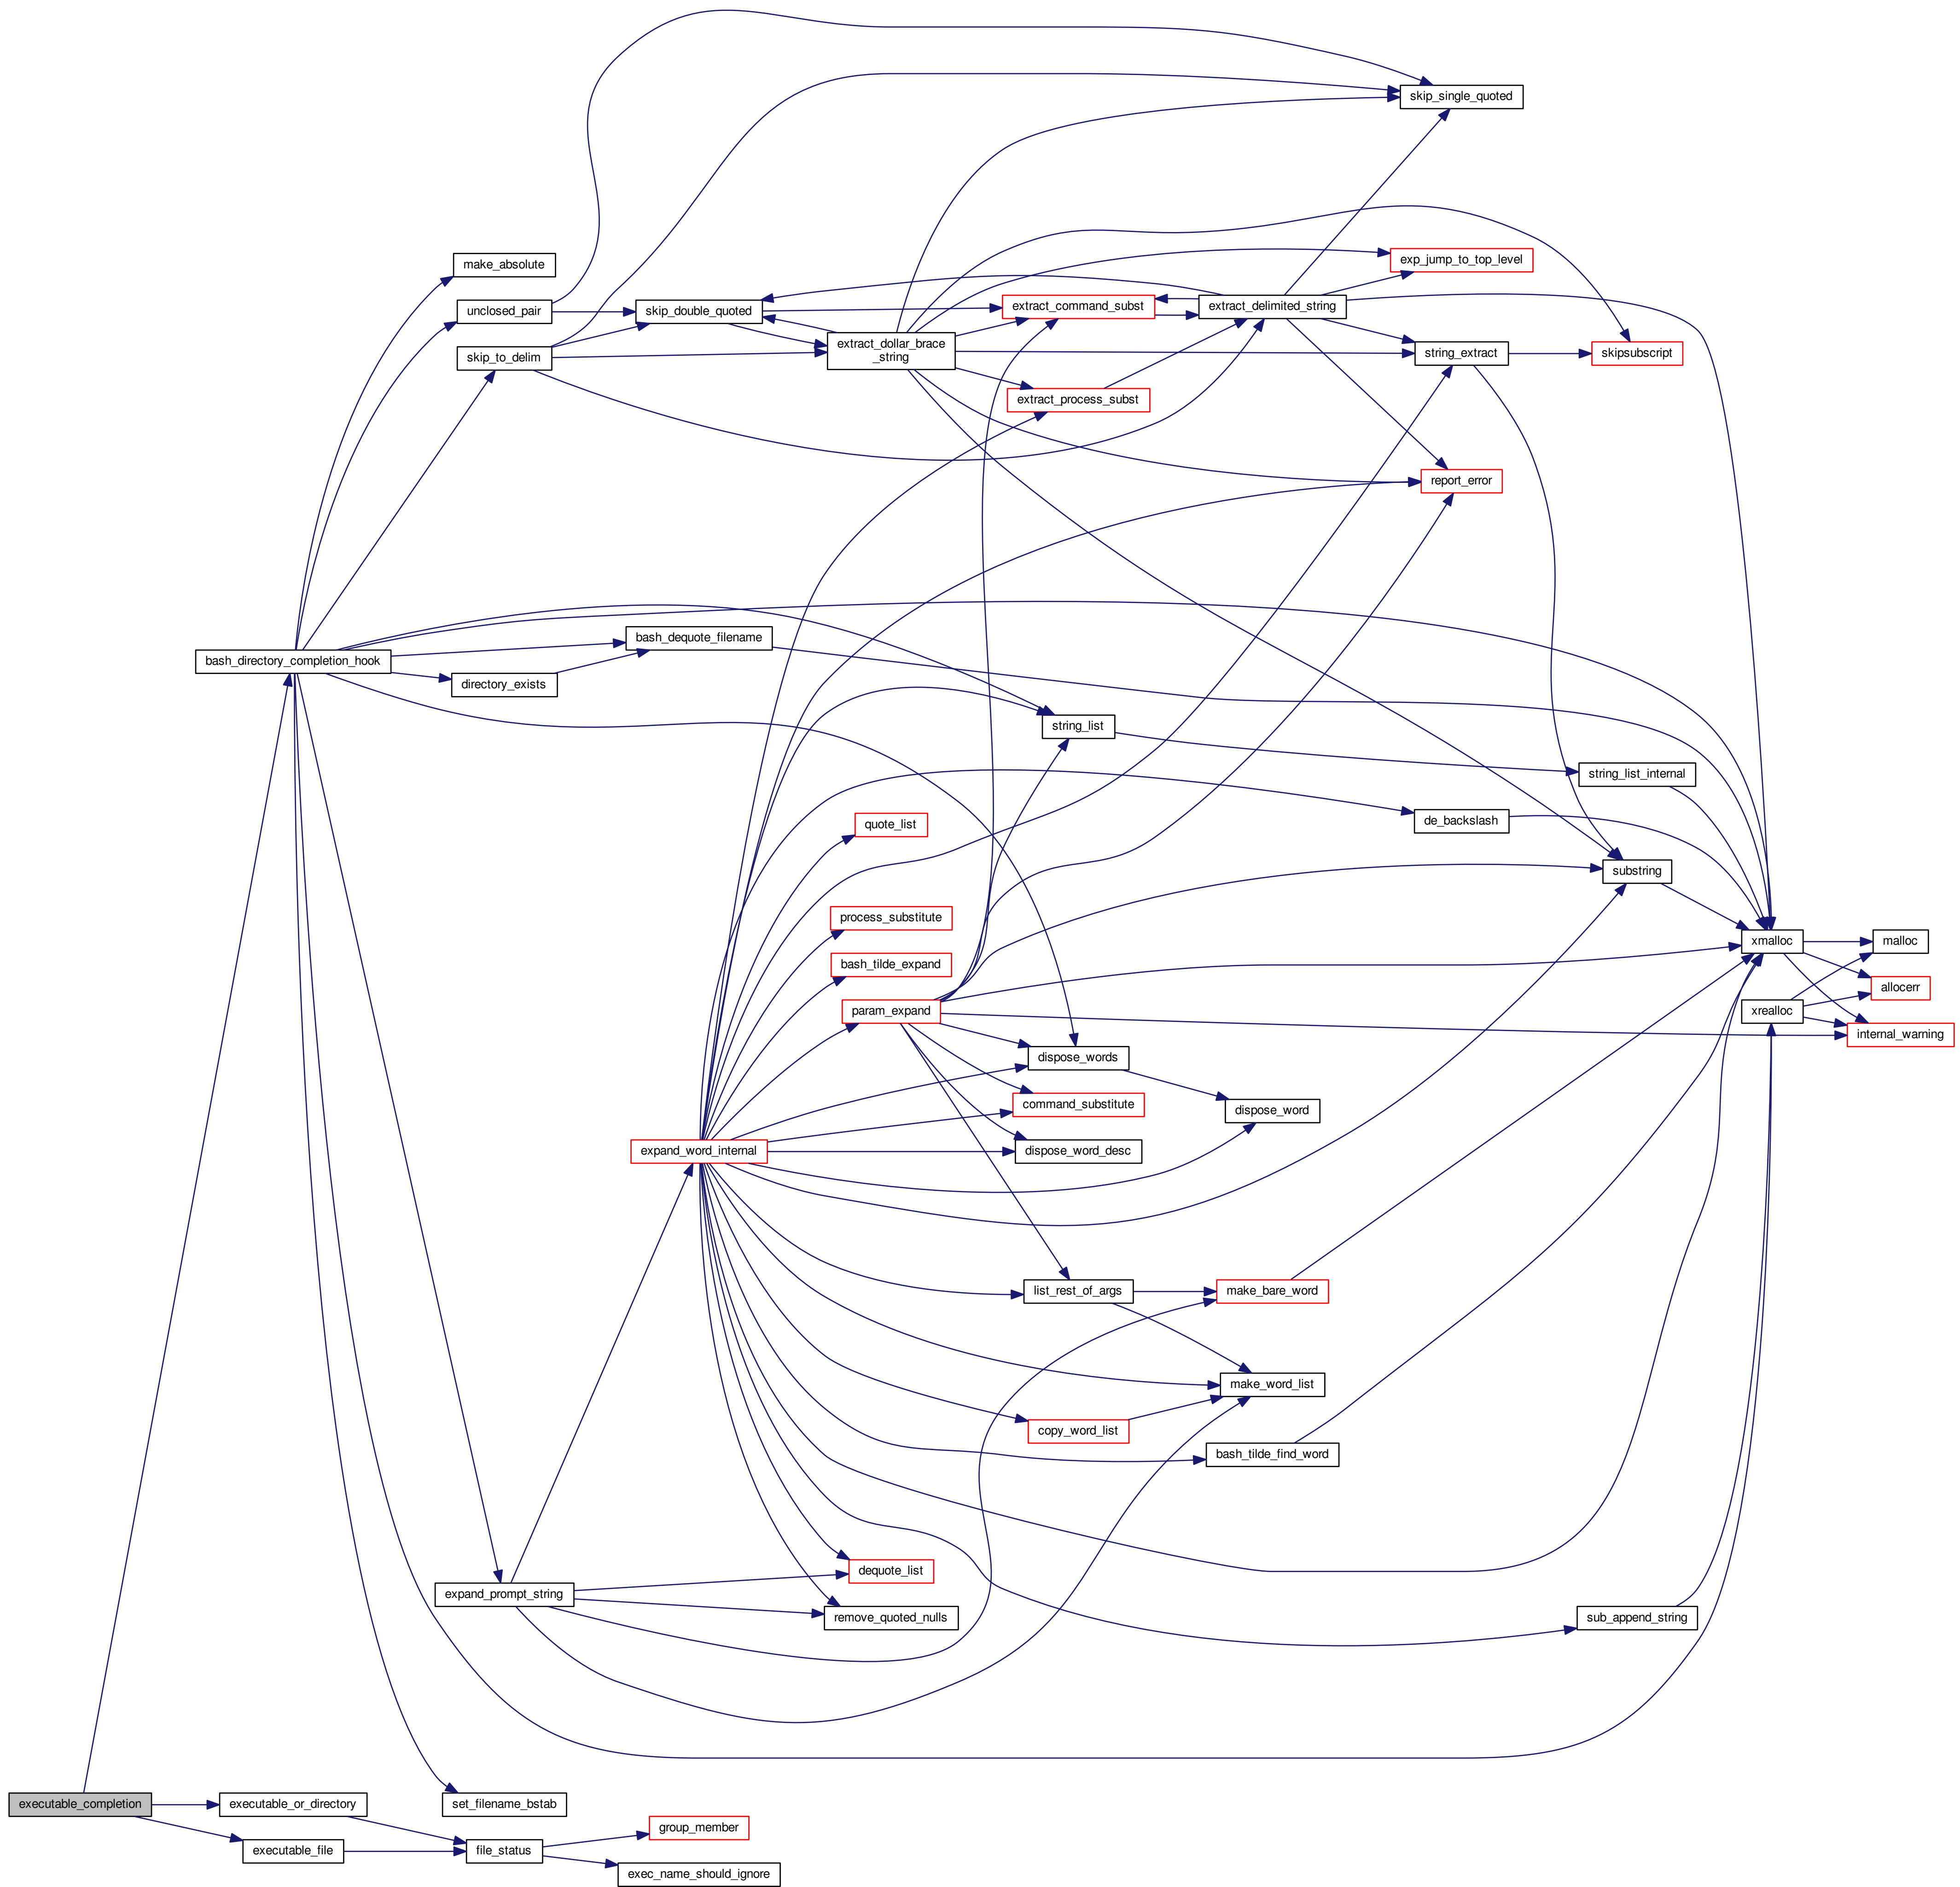 skip_single_quoted
make_absolute
exp_jump_to_top_level
unclosed_pair
skip_double_quoted
extract_command_subst
extract_delimited_string
skip_to_delim
extract_dollar_brace
_string
string_extract
skipsubscript
extract_process_subst
report_error
bash_directory_completion_hook
bash_dequote_filename
directory_exists
string_list
string_list_internal
quote_list
de_backslash
substring
process_substitute
xmalloc
malloc
bash_tilde_expand
allocerr
param_expand
xrealloc
internal_warning
dispose_words
command_substitute
dispose_word
expand_word_internal
dispose_word_desc
list_rest_of_args
make_bare_word
make_word_list
copy_word_list
bash_tilde_find_word
dequote_list
expand_prompt_string
remove_quoted_nulls
sub_append_string
executable_completion
executable_or_directory
set_filename_bstab
group_member
executable_file
file_status
exec_name_should_ignore